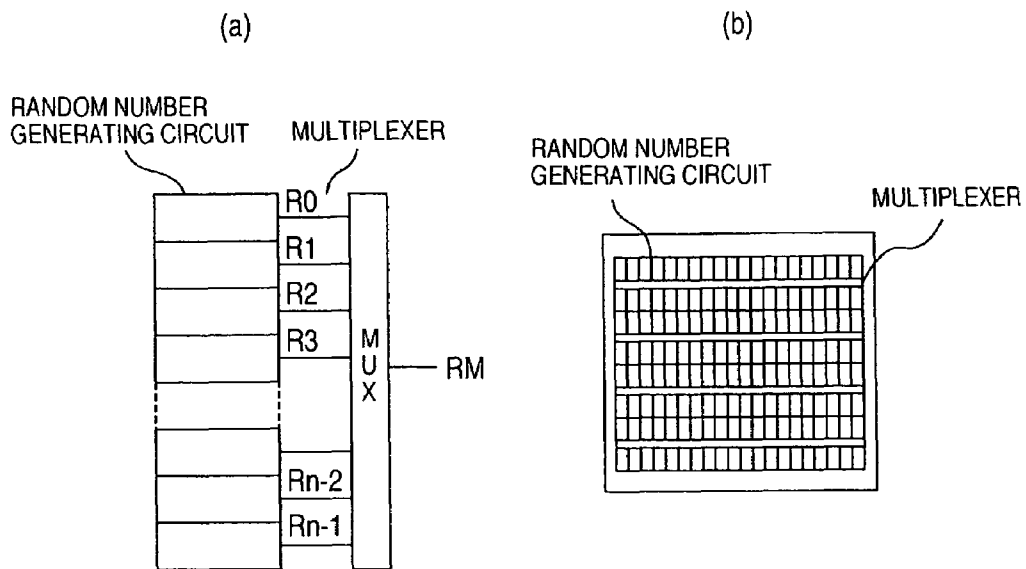 (a)
RANDOM NUMBER
GENERATING CIRCUIT
MULTIPLEXER
R0
R1
R2
R3
Rn-2
Rn-1
MUX
RM
(b)
RANDOM NUMBER
GENERATING CIRCUIT
MULTIPLEXER